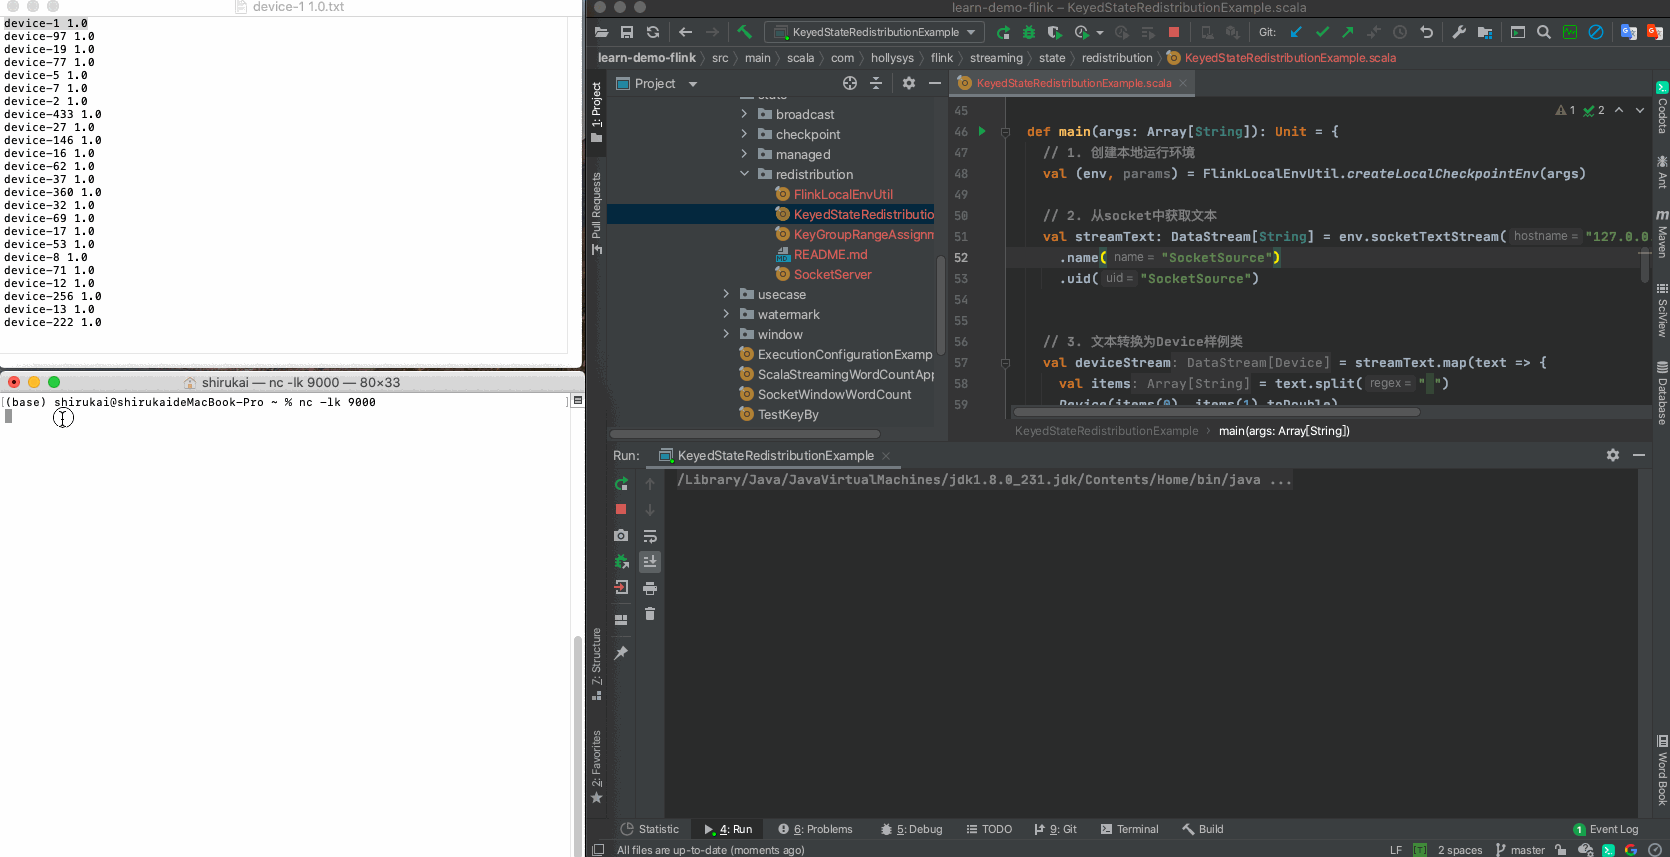 device-1 1.0.txt
device-1 1.0
device-97 1.0
device-19 1.0
device-77 1.0
device-5 1.0
device-7 1.0
device-2 1.0
device-433 1.0
device-27 1.0
device-146 1.0
device-16 1.0
device-62 1.0
device-37 1.0
device-360 1.0
device-32 1.0
device-69 1.0
device-17 1.0
device-53 1.0
device-8 1.0
device-71 1.0
device-12 1.0
device-256 1.0
device-13 1.0
device-222 1.0
shirukai — nc -lk 9000 — 80×33
(base) shirukai@shirukaideMacBook-Pro ~ % nc -lk 9000
learn-demo-flink – KeyedStateRedistributionExample.scala
KeyedStateRedistributionExample
Git:
learn-demo-flink
src
main
scala
com
hollysys
flink
streaming
state
redistribution
KeyedStateRedistributionExample.scala
1: Project
Pull Requests
7: Structure
2: Favorites
Project
broadcast
checkpoint
managed
redistribution
FlinkLocalEnvUtil
KeyedStateRedistributio
KeyGroupRangeAssignm
README.md
SocketServer
usecase
watermark
window
ExecutionConfigurationExamp
ScalaStreamingWordCountApp
SocketWindowWordCount
TestKeyBy
KeyedStateRedistributionExample.scala
1 2
45
46 def main(args: Array[String]): Unit = {
47 // 1. 创建本地运行环境
48 val (env, params) = FlinkLocalEnvUtil.createLocalCheckpointEnv(args)
49
50 // 2. 从socket中获取文本
51 val streamText: DataStream[String] = env.socketTextStream( hostname = "127.0.0.
52 .name( name = "SocketSource")
53 .uid( uid = "SocketSource")
54
55
56 // 3. 文本转换为Device样例类
57 val deviceStream : DataStream[Device] = streamText.map(text => {
58 val items : Array[String] = text.split( regex = " ")
59 Device(items(0), items(1).toDouble)
KeyedStateRedistributionExample
main(args: Array[String])
Run:
KeyedStateRedistributionExample
/Library/Java/JavaVirtualMachines/jdk1.8.0_231.jdk/Contents/Home/bin/java ...
Codota
Ant
Maven
SciView
Database
Word Book
Statistic
4: Run
6: Problems
5: Debug
TODO
9: Git
Terminal
Build
1 Event Log
All files are up-to-date (moments ago)
LF
2 spaces
master